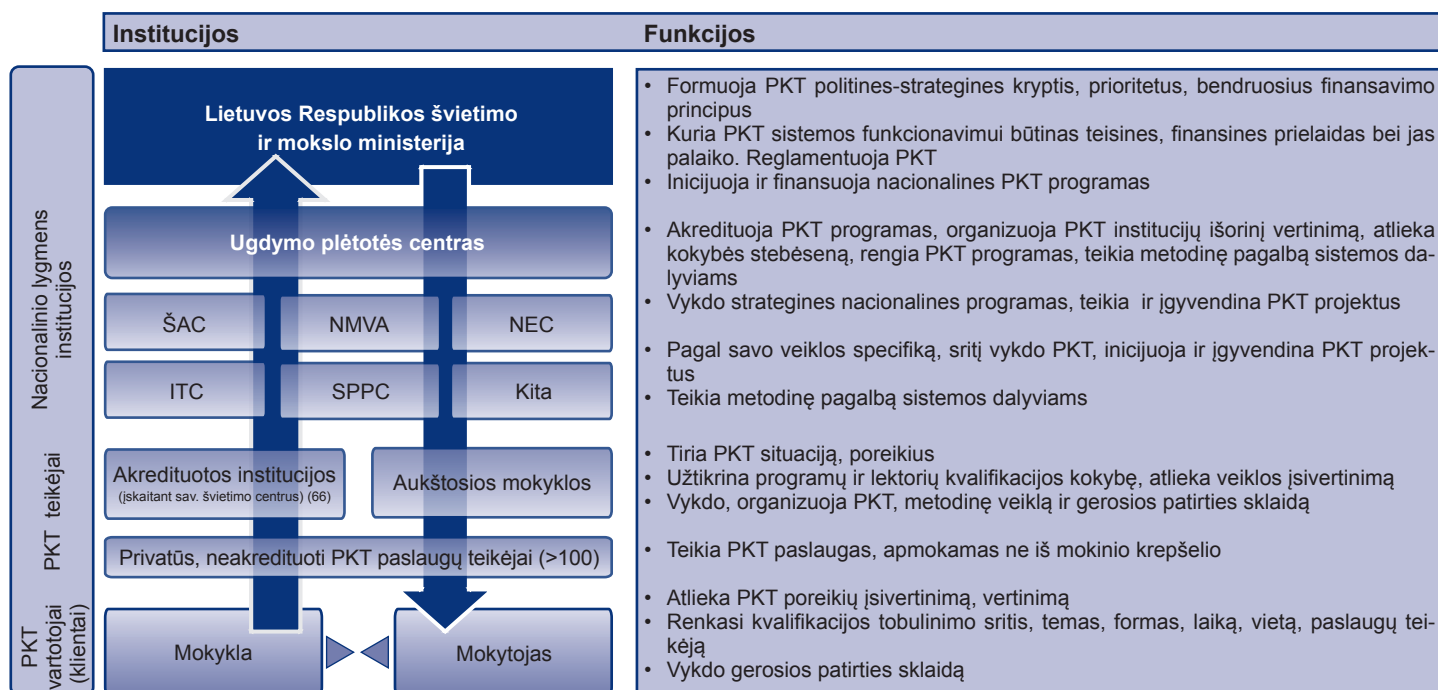 Institucijos
Funkcijos
Nacionalinio lygmens
institucijos
Lietuvos Respublikos švietimo
ir mokslo ministerija
• Formuoja PKT politines-strategines kryptis, prioritetus, bendruosius finansavimo
principus
• Kuria PKT sistemos funkcionavimui būtinas teisines, finansines prielaidas bei jas
palaiko. Reglamentuoja PKT
• Inicijuoja ir finansuoja nacionalines PKT programas
Ugdymo plėtotės centras
• Akredituoja PKT programas, organizuoja PKT institucijų išorinį vertinimą, atlieka
kokybės stebėseną, rengia PKT programas, teikia metodinę pagalbą sistemos da-
lyviams
• Vykdo strategines nacionalines programas, teikia ir įgyvendina PKT projektus
ŠAC
NMVA
NEC
ITC
SPPC
Kita
• Pagal savo veiklos specifiką, sritį vykdo PKT, inicijuoja ir įgyvendina PKT projek-
tus
• Teikia metodinę pagalbą sistemos dalyviams
PKT teikėjai
Akredituotos institucijos
(įskaitant sav. švietimo centrus) (66)
Aukštosios mokyklos
• Tiria PKT situaciją, poreikius
• Užtikrina programų ir lektorių kvalifikacijos kokybę, atlieka veiklos įsivertinimą
• Vykdo, organizuoja PKT, metodinę veiklą ir gerosios patirties sklaidą
Privatūs, neakredituoti PKT paslaugų teikėjai (>100)
• Teikia PKT paslaugas, apmokamas ne iš mokinio krepšelio
PKT
vartotojai
(klientai)
Mokykla
Mokytojas
• Atlieka PKT poreikių įsivertinimą, vertinimą
• Renkasi kvalifikacijos tobulinimo sritis, temas, formas, laiką, vietą, paslaugų tei-
kėją
• Vykdo gerosios patirties sklaidą